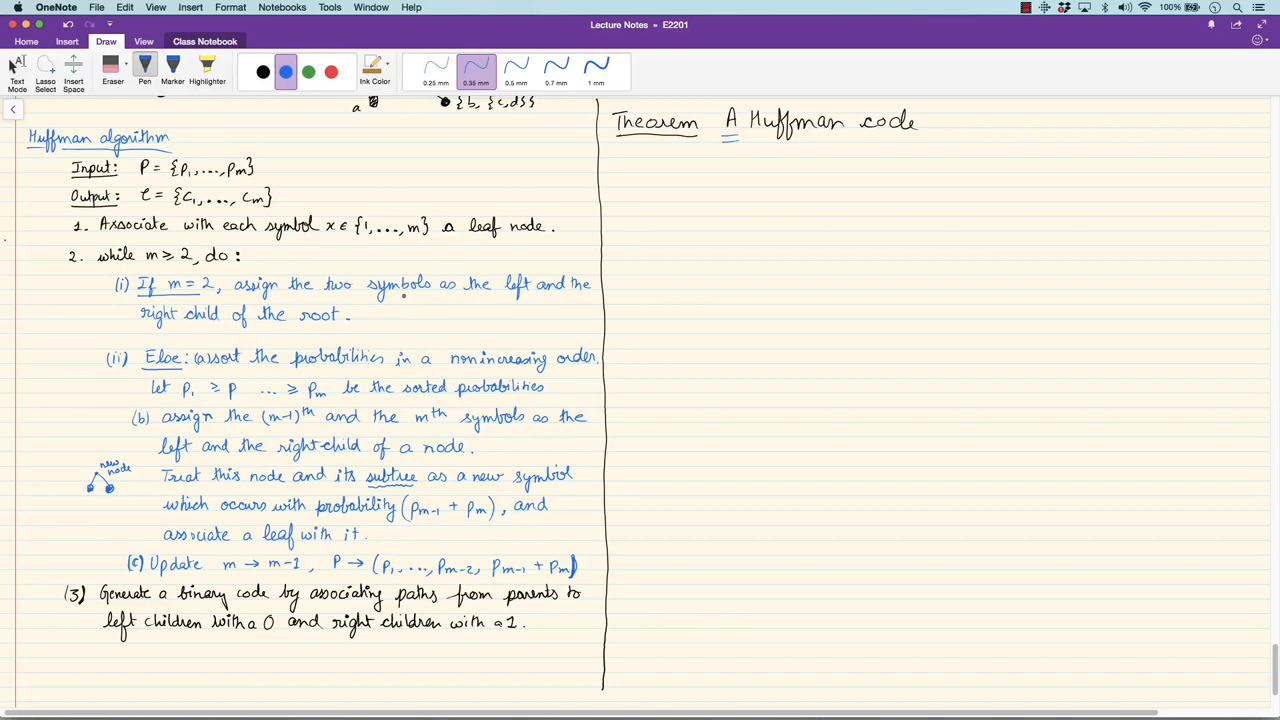 OneNote File Edit View Insert Format Notebooks Tools Window Help
100%
Lecture Notes » E2201
Home Insert Draw View Class Notebook
Text Mode
Lasso Select
Insert Space
Eraser
Pen
Marker
Highlighter
Ink Color
0.25 mm 0.35 mm 0.5 mm 0.7 mm 1 mm
a {b, {c,d}}
Huffman algorithm
Input: P = {p₁, ..., pₘ}
Output: C = {c₁, ..., cₘ}
1. Associate with each symbol x ∈ {1, ..., m} a leaf node.
2. while m ≥ 2, do :
(i) If m = 2, assign the two symbols as the left and the
right child of the root.
(ii) Else: (a) sort the probabilities in a nonincreasing order.
let p₁ ≥ p ... ≥ pₘ be the sorted probabilities
(b) assign the (m-1)ᵗʰ and the mᵗʰ symbols as the
left and the right child of a node.
new node
Treat this node and its subtree as a new symbol
which occurs with probability (pₘ₋₁ + pₘ), and
associate a leaf with it.
(c) Update m → m-1, P → (p₁, ..., pₘ₋₂, pₘ₋₁ + pₘ)
(3) Generate a binary code by associating paths from parents to
left children with a 0 and right children with a 1.
Theorem A Huffman code